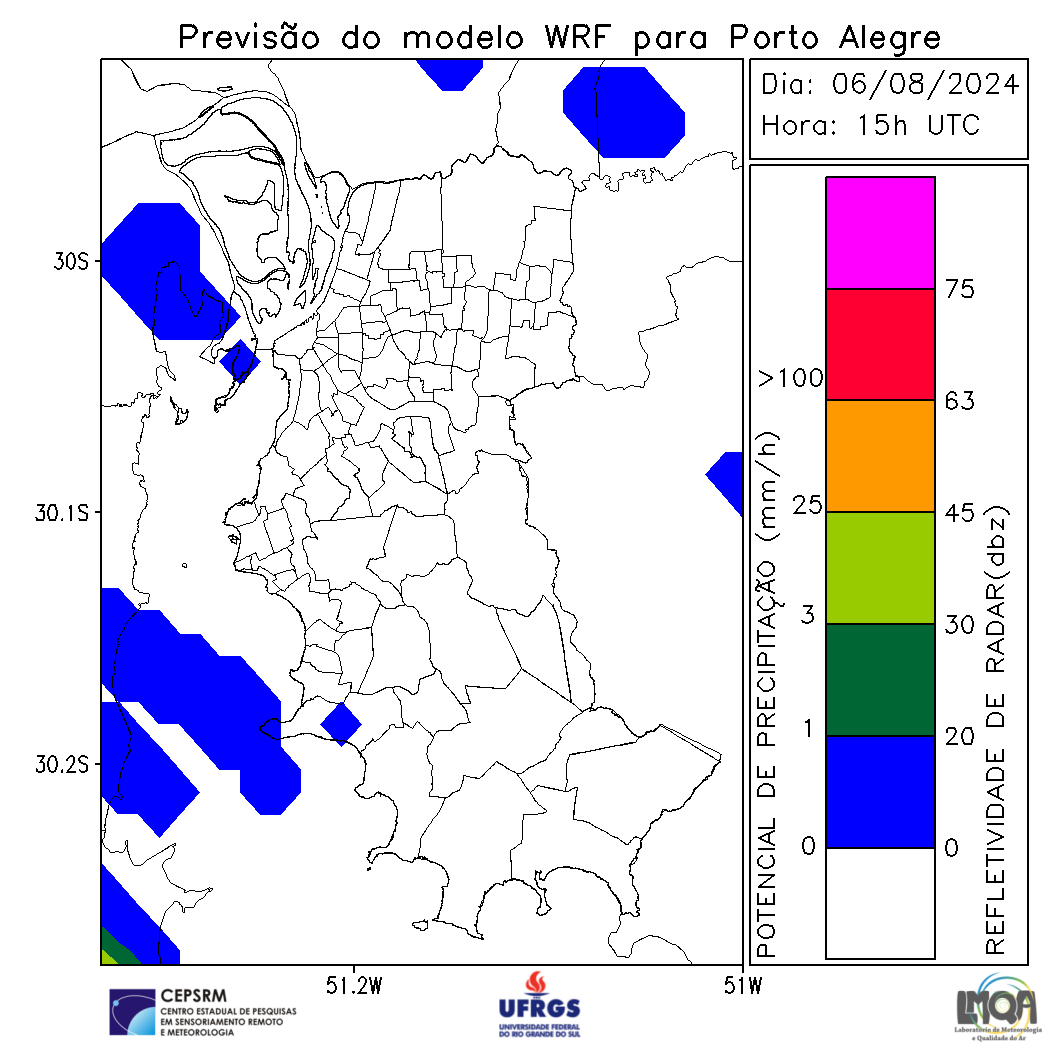 Previsão do modelo WRF para Porto Alegre
Dia: 06/08/2024
Hora: 15h UTC
30S
30.1S
30.2S
51.2W
51W
POTENCIAL DE PRECIPITAÇÃO (mm/h)
>100
25
3
1
0
75
63
45
30
20
0
REFLETIVIDADE DE RADAR(dbz)
CEPSRM
CENTRO ESTADUAL DE PESQUISAS
EM SENSORIAMENTO REMOTO
E METEOROLOGIA
UFRGS
UNIVERSIDADE FEDERAL
DO RIO GRANDE DO SUL
LMQA
Laboratório de Meteorologia
e Qualidade do Ar